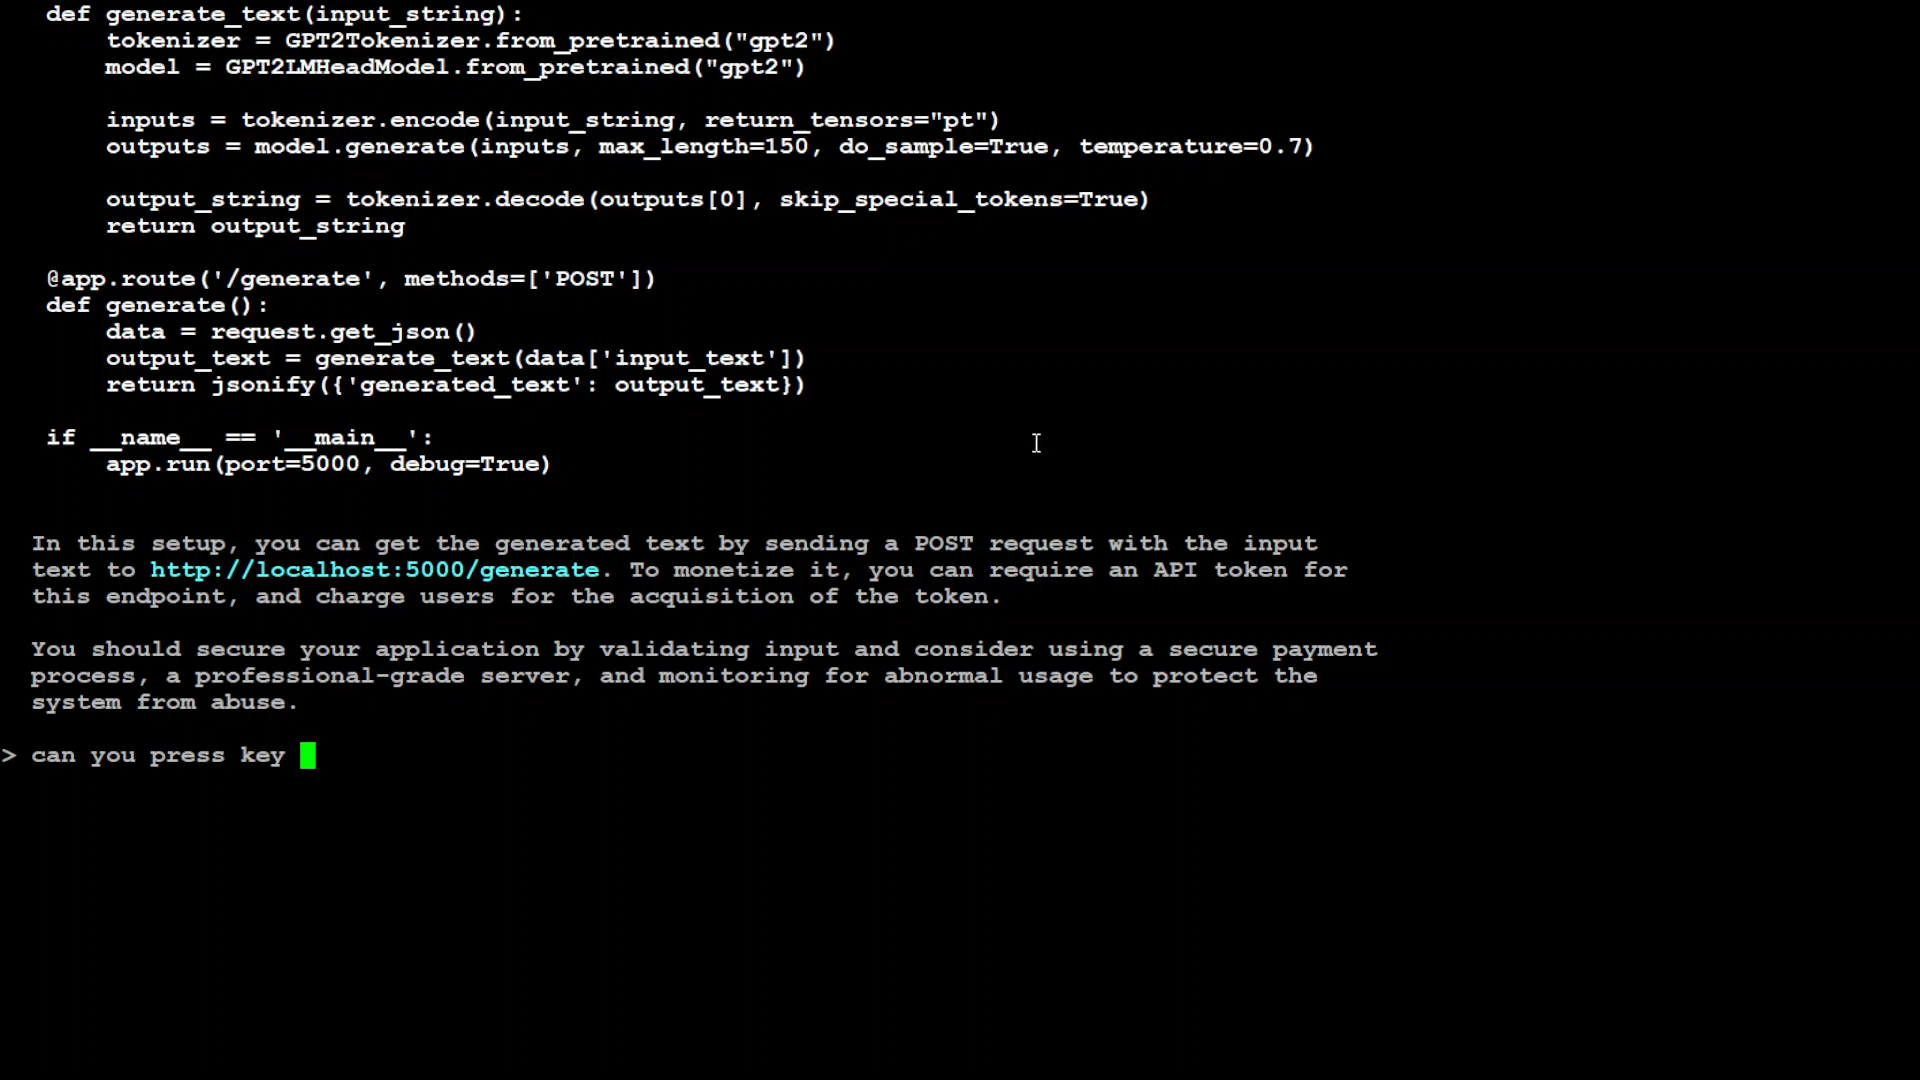 def generate_text(input_string):
tokenizer = GPT2Tokenizer.from_pretrained("gpt2")
model = GPT2LMHeadModel.from_pretrained("gpt2")
inputs = tokenizer.encode(input_string, return_tensors="pt")
outputs = model.generate(inputs, max_length=150, do_sample=True, temperature=0.7)
output_string = tokenizer.decode(outputs[0], skip_special_tokens=True)
return output_string
@app.route('/generate', methods=['POST'])
def generate():
data = request.get_json()
output_text = generate_text(data['input_text'])
return jsonify({'generated_text': output_text})
if __name__ == '__main__':
app.run(port=5000, debug=True)
In this setup, you can get the generated text by sending a POST request with the input
text to http://localhost:5000/generate. To monetize it, you can require an API token for
this endpoint, and charge users for the acquisition of the token.
You should secure your application by validating input and consider using a secure payment
process, a professional-grade server, and monitoring for abnormal usage to protect the
system from abuse.
> can you press key